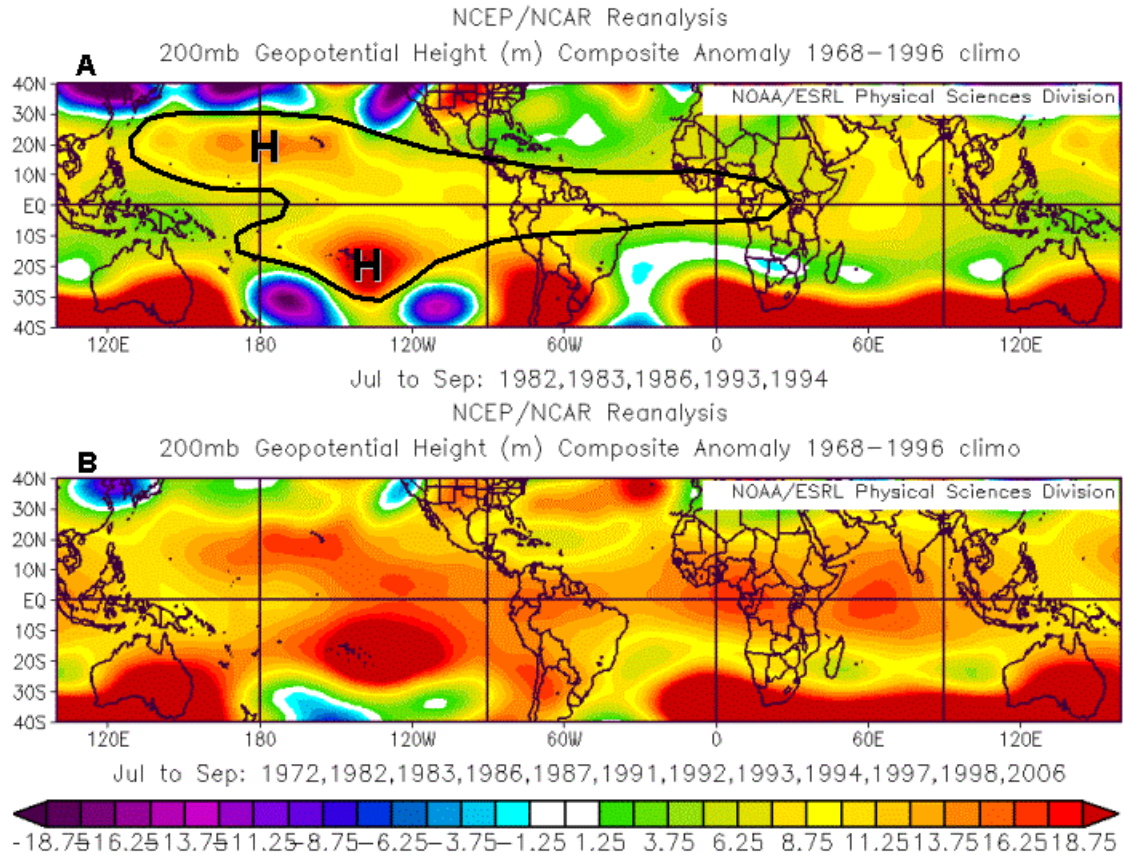 NCEP/NCAR Reanalysis
200mb Geopotential Height (m) Composite Anomaly 1968-1996 climo
A
40N NOAA/ESRL Physical Sciences Division
30N
20N H
10N
EQ
10S
20S H
30S
40S
120E 180 120W 60W 0 60E 120E
Jul to Sep: 1982,1983,1986,1993,1994
NCEP/NCAR Reanalysis
200mb Geopotential Height (m) Composite Anomaly 1968-1996 climo
B
40N NOAA/ESRL Physical Sciences Division
30N
20N
10N
EQ
10S
20S
30S
40S
120E 180 120W 60W 0 60E 120E
Jul to Sep: 1972,1982,1983,1986,1987,1991,1992,1993,1994,1997,1998,2006
-18.75 -16.25 -13.75 -11.25 -8.75 -6.25 -3.75 -1.25 1.25 3.75 6.25 8.75 11.25 13.75 16.25 18.75